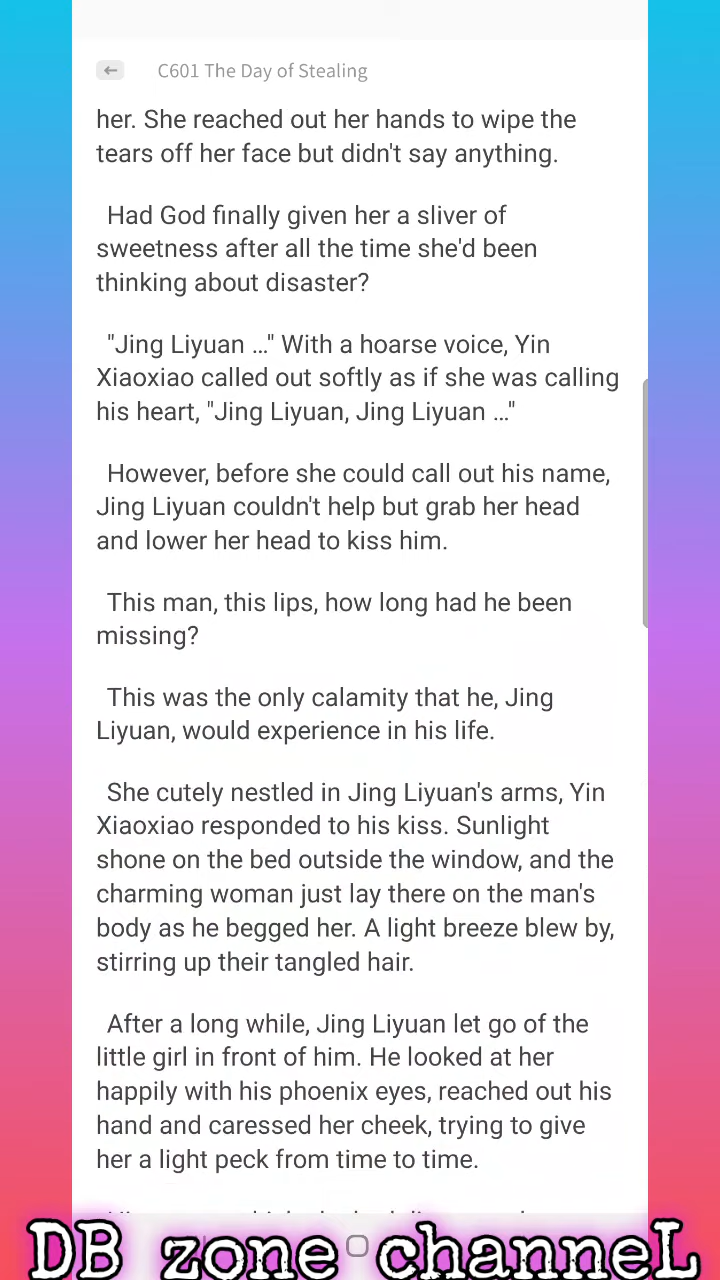 C601 The Day of Stealing
her. She reached out her hands to wipe the
tears off her face but didn't say anything.
Had God finally given her a sliver of
sweetness after all the time she'd been
thinking about disaster?
"Jing Liyuan ..." With a hoarse voice, Yin
Xiaoxiao called out softly as if she was calling
his heart, "Jing Liyuan, Jing Liyuan ..."
However, before she could call out his name,
Jing Liyuan couldn't help but grab her head
and lower her head to kiss him.
This man, this lips, how long had he been
missing?
This was the only calamity that he, Jing
Liyuan, would experience in his life.
She cutely nestled in Jing Liyuan's arms, Yin
Xiaoxiao responded to his kiss. Sunlight
shone on the bed outside the window, and the
charming woman just lay there on the man's
body as he begged her. A light breeze blew by,
stirring up their tangled hair.
After a long while, Jing Liyuan let go of the
little girl in front of him. He looked at her
happily with his phoenix eyes, reached out his
hand and caressed her cheek, trying to give
her a light peck from time to time.
DB zone channeL